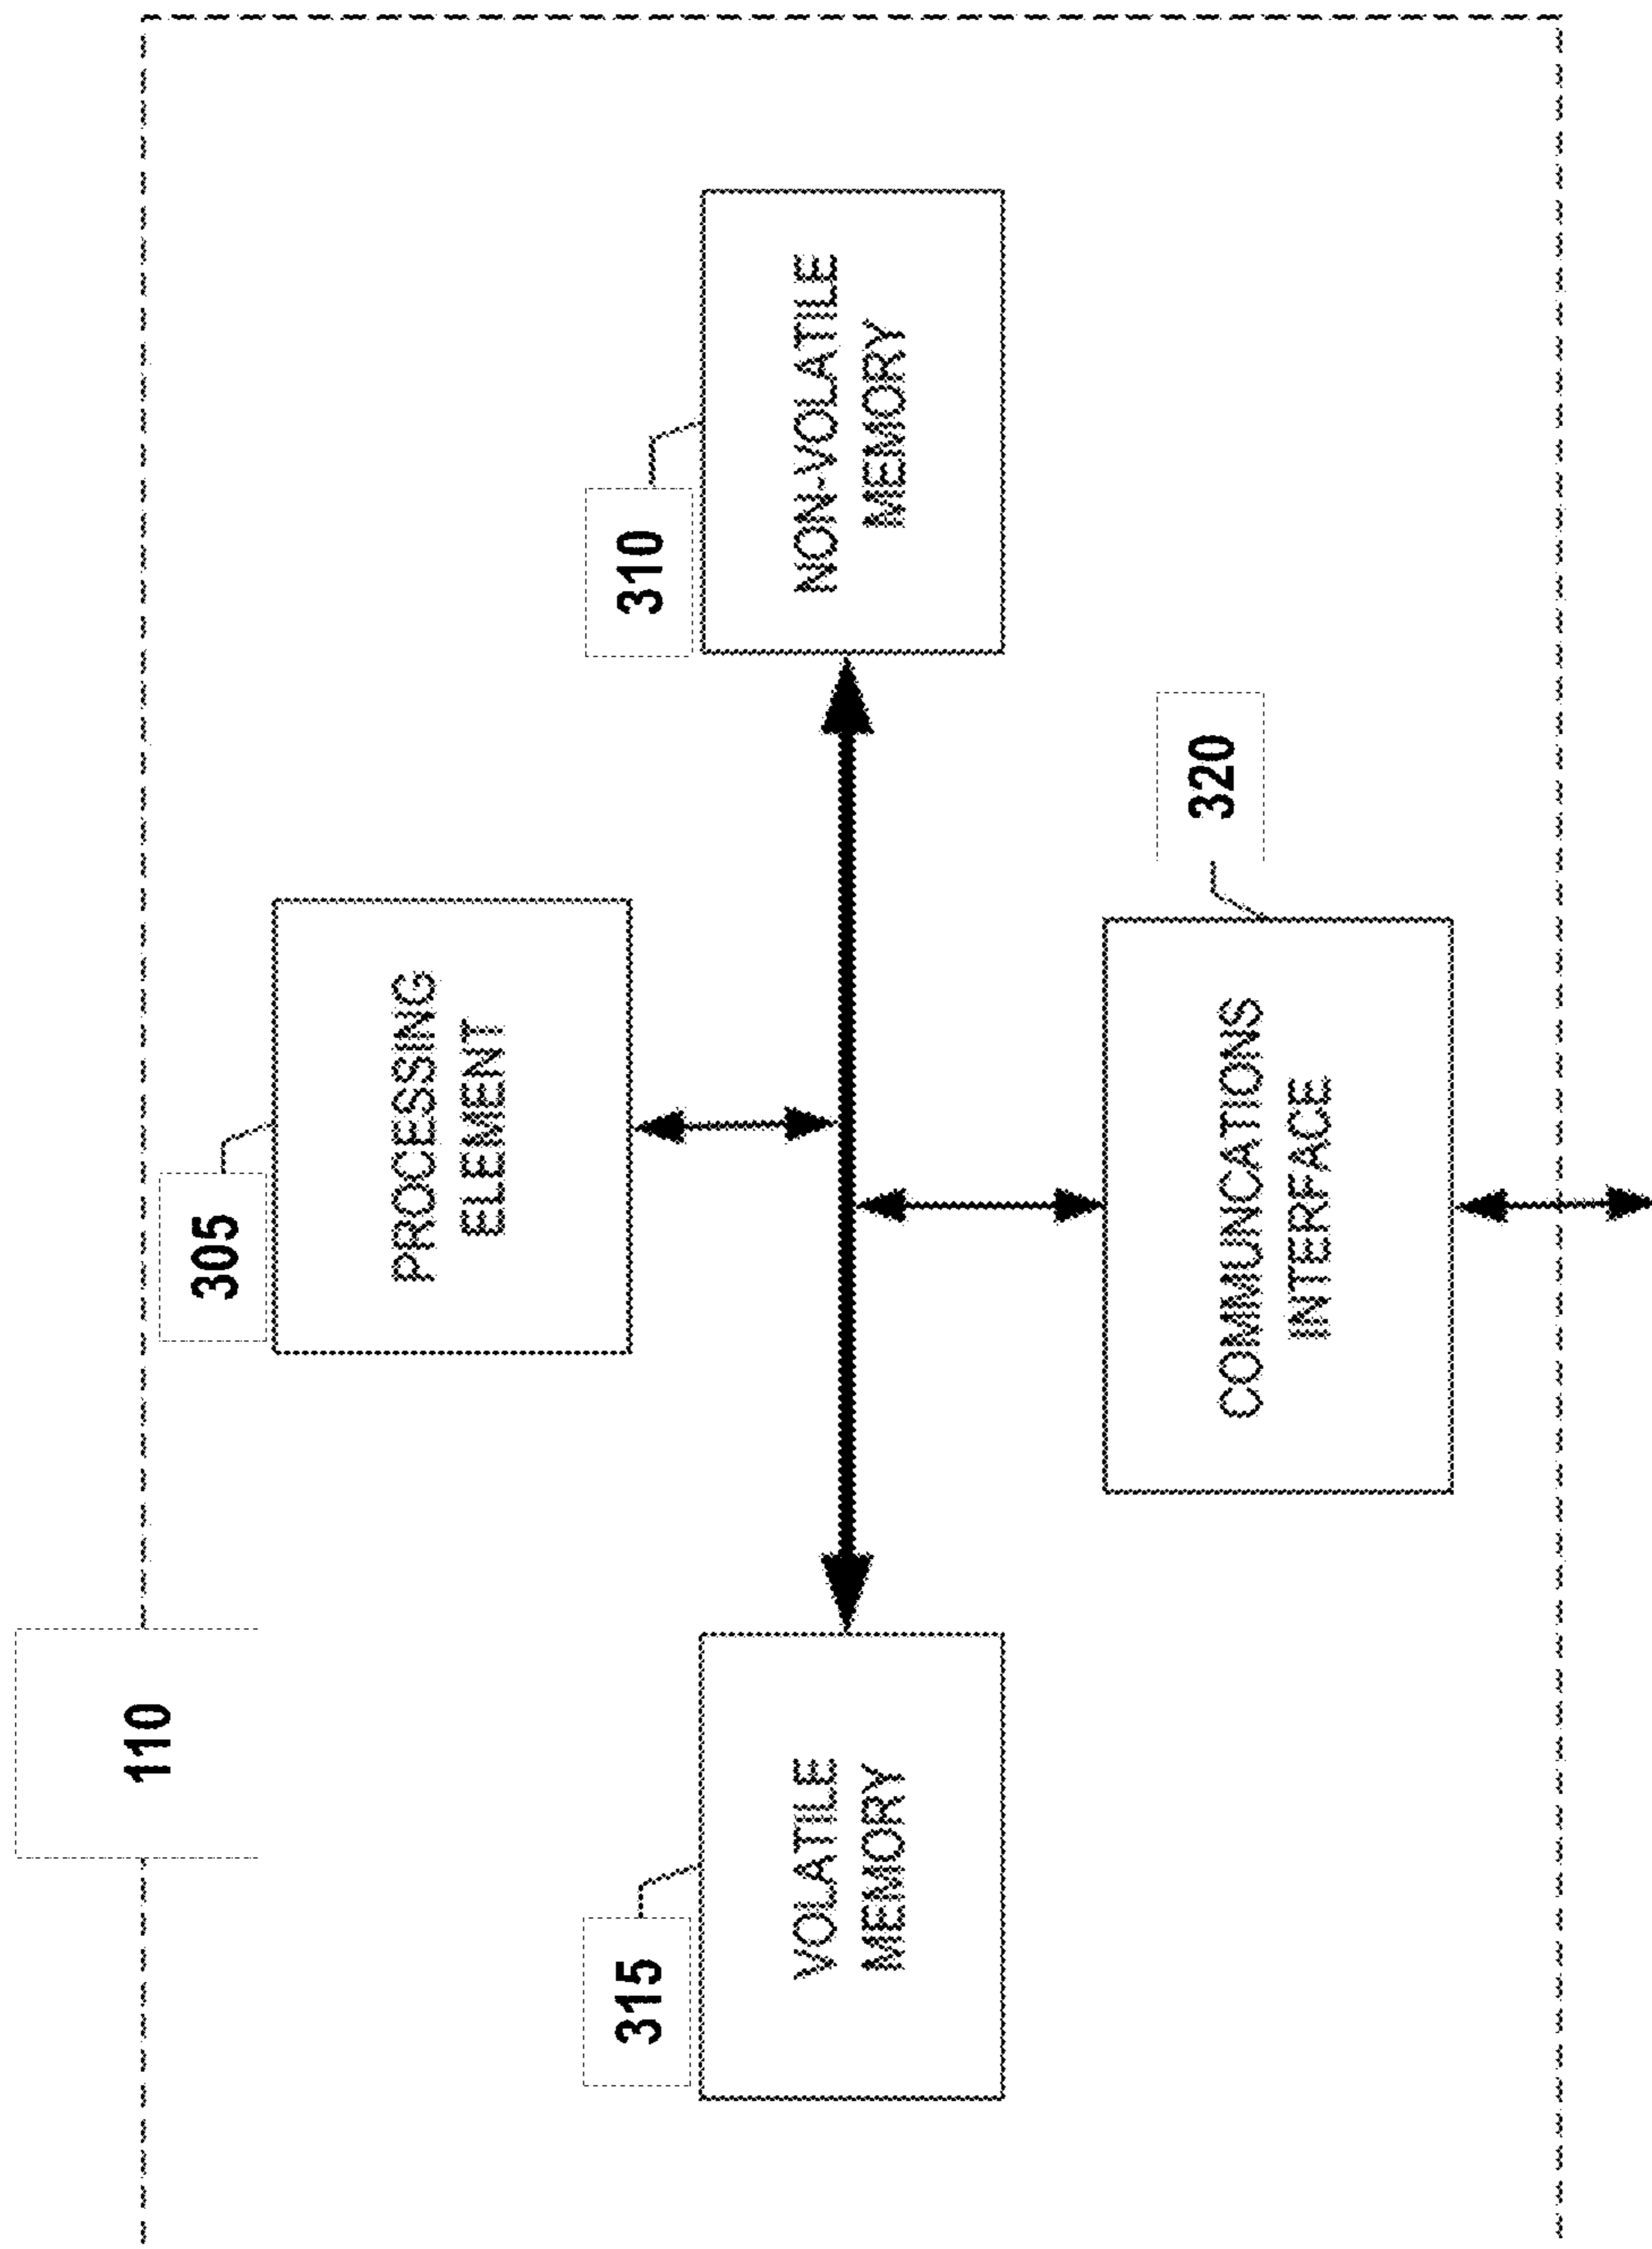 110
305
PROCESSING
ELEMENT
315
VOLATILE
MEMORY
310
NON-VOLATILE
MEMORY
320
COMMUNCATIONS
INTERFACE